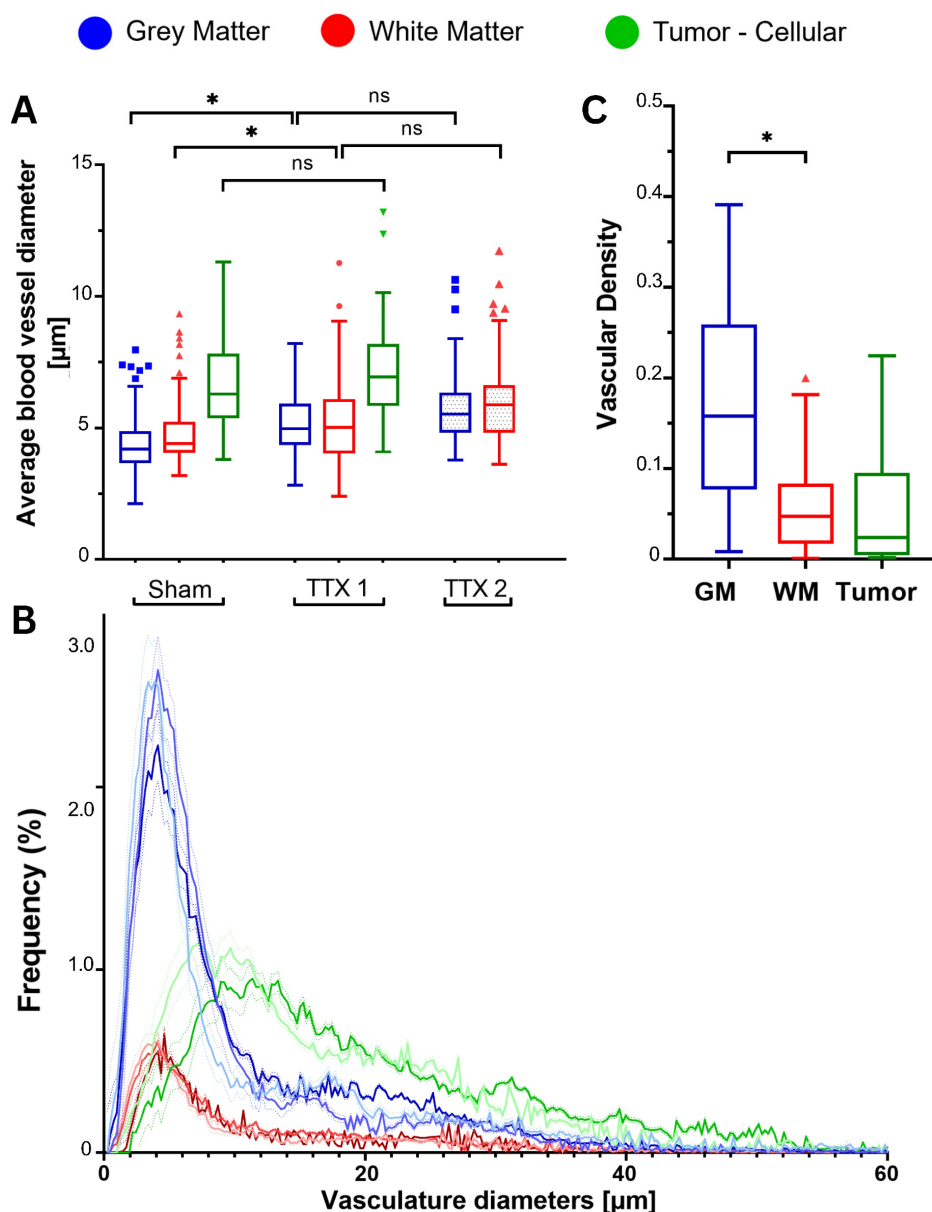 Grey Matter White Matter Tumor - Cellular
A
* ns
* ns
ns
Average blood vessel diameter
[µm]
15
10
5
0
Sham TTX 1 TTX 2
C
Vascular Density
0.5
0.4
0.3
0.2
0.1
0
*
GM WM Tumor
B
Frequency (%)
3.0
2.0
1.0
0
0 20 40 60
Vasculature diameters [µm]